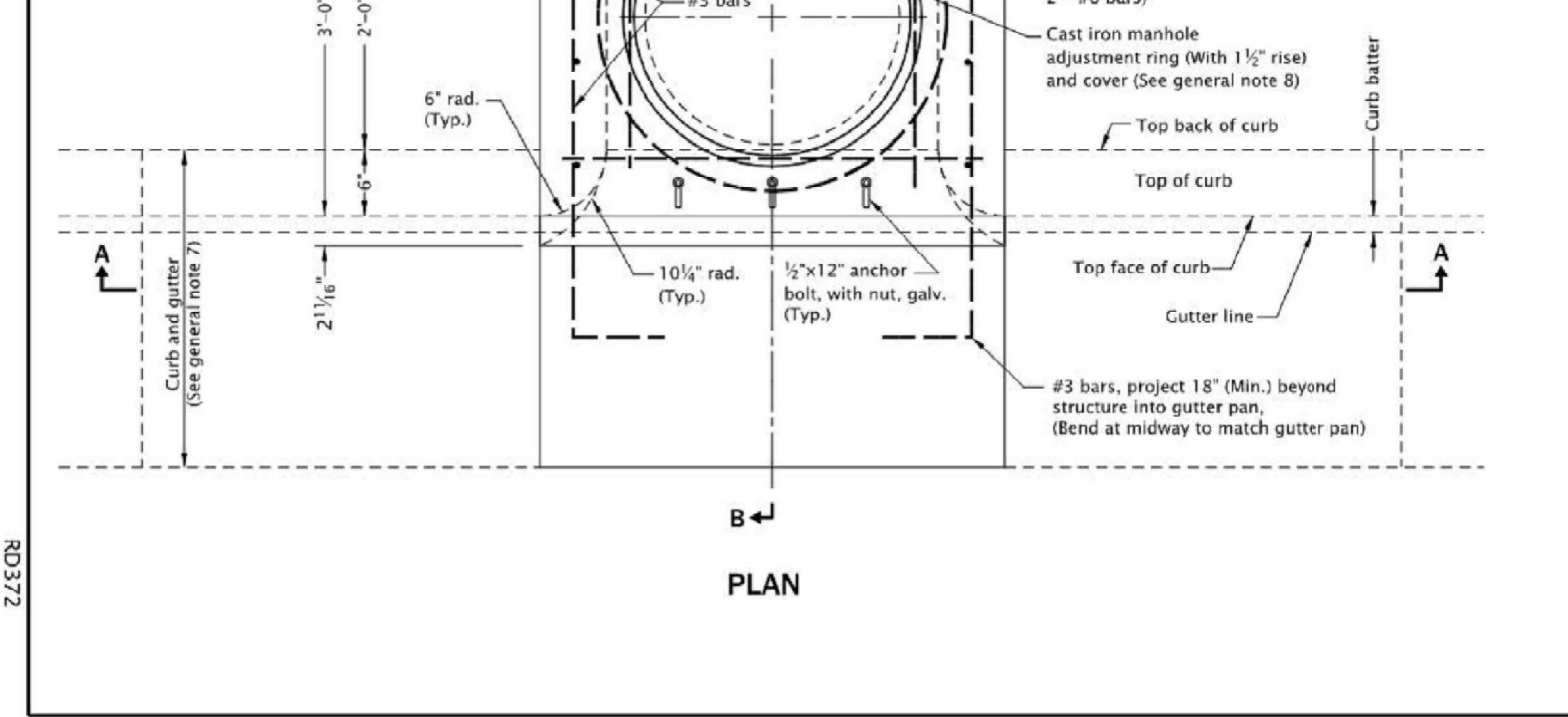 3'-0"
2'-0"
#3 bars
Cast iron manhole
adjustment ring (With 1½" rise)
and cover (See general note 8)
Curb batter
6" rad.
(Typ.)
Top back of curb
6"
Top of curb
A
A
Curb and gutter
(See general note 7)
2 11/16"
10¼" rad.
(Typ.)
½"×12" anchor
bolt, with nut, galv.
(Typ.)
Top face of curb
Gutter line
#3 bars, project 18" (Min.) beyond
structure into gutter pan,
(Bend at midway to match gutter pan)
B
PLAN
RD372